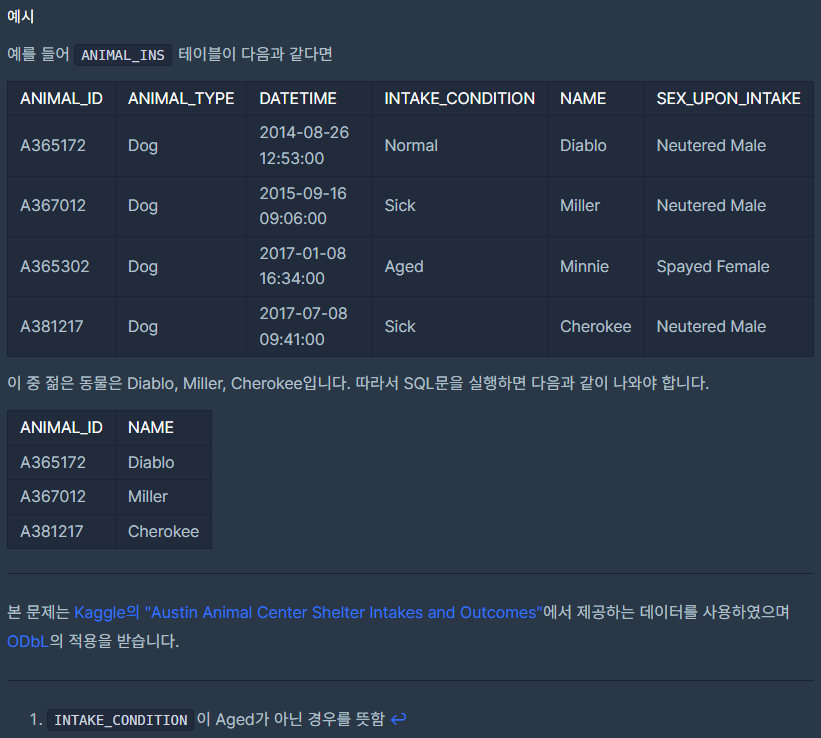 예시
예를 들어 ANIMAL_INS 테이블이 다음과 같다면
ANIMAL_ID ANIMAL_TYPE DATETIME INTAKE_CONDITION NAME SEX_UPON_INTAKE
A365172 Dog 2014-08-26 12:53:00 Normal Diablo Neutered Male
A367012 Dog 2015-09-16 09:06:00 Sick Miller Neutered Male
A365302 Dog 2017-01-08 16:34:00 Aged Minnie Spayed Female
A381217 Dog 2017-07-08 09:41:00 Sick Cherokee Neutered Male
이 중 젊은 동물은 Diablo, Miller, Cherokee입니다. 따라서 SQL문을 실행하면 다음과 같이 나와야 합니다.
ANIMAL_ID NAME
A365172 Diablo
A367012 Miller
A381217 Cherokee
본 문제는 Kaggle의 "Austin Animal Center Shelter Intakes and Outcomes"에서 제공하는 데이터를 사용하였으며
ODbL의 적용을 받습니다.
1. INTAKE_CONDITION 이 Aged가 아닌 경우를 뜻함 ↩